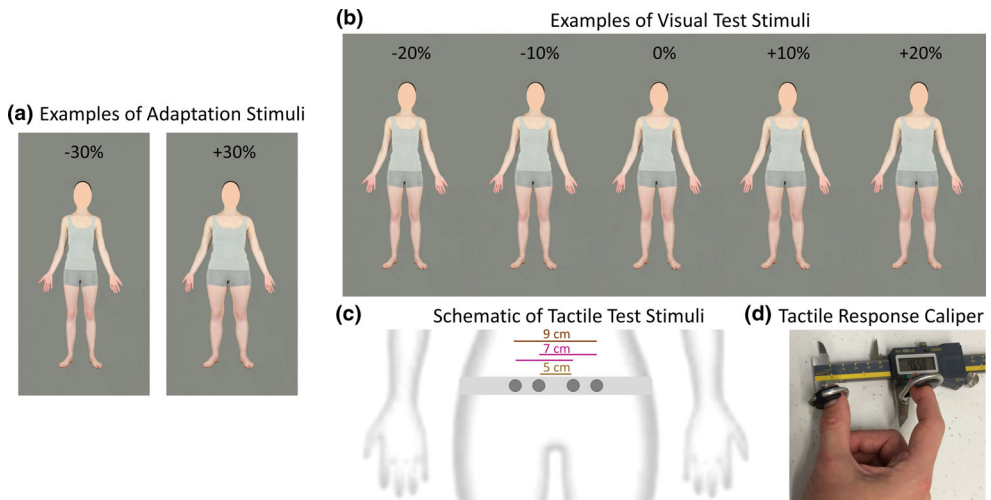 (a) Examples of Adaptation Stimuli
-30% +30%
(b) Examples of Visual Test Stimuli
-20% -10% 0% +10% +20%
(c) Schematic of Tactile Test Stimuli
9 cm
7 cm
5 cm
(d) Tactile Response Caliper